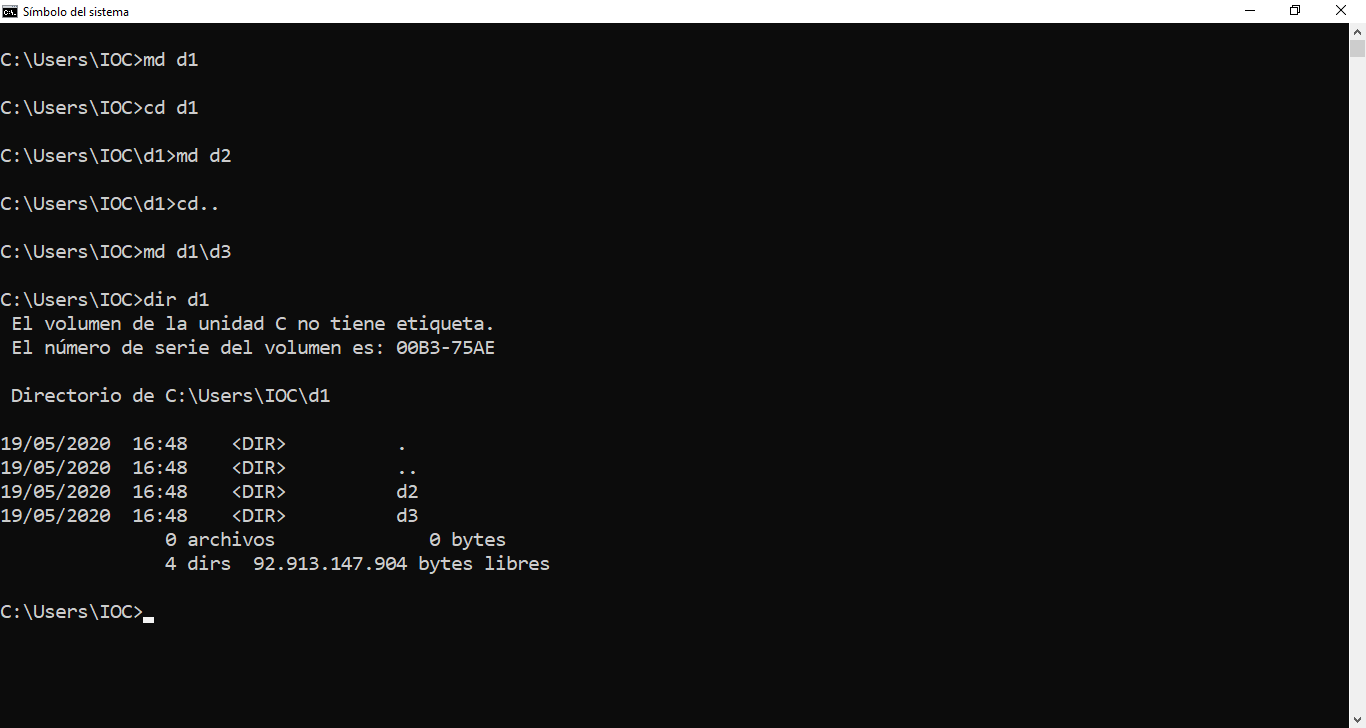 Símbolo del sistema
C:\Users\IOC>md d1
C:\Users\IOC>cd d1
C:\Users\IOC\d1>md d2
C:\Users\IOC\d1>cd..
C:\Users\IOC>md d1\d3
C:\Users\IOC>dir d1
 El volumen de la unidad C no tiene etiqueta.
 El número de serie del volumen es: 00B3-75AE
 Directorio de C:\Users\IOC\d1
19/05/2020  16:48    <DIR>          .
19/05/2020  16:48    <DIR>          ..
19/05/2020  16:48    <DIR>          d2
19/05/2020  16:48    <DIR>          d3
               0 archivos              0 bytes
               4 dirs  92.913.147.904 bytes libres
C:\Users\IOC>